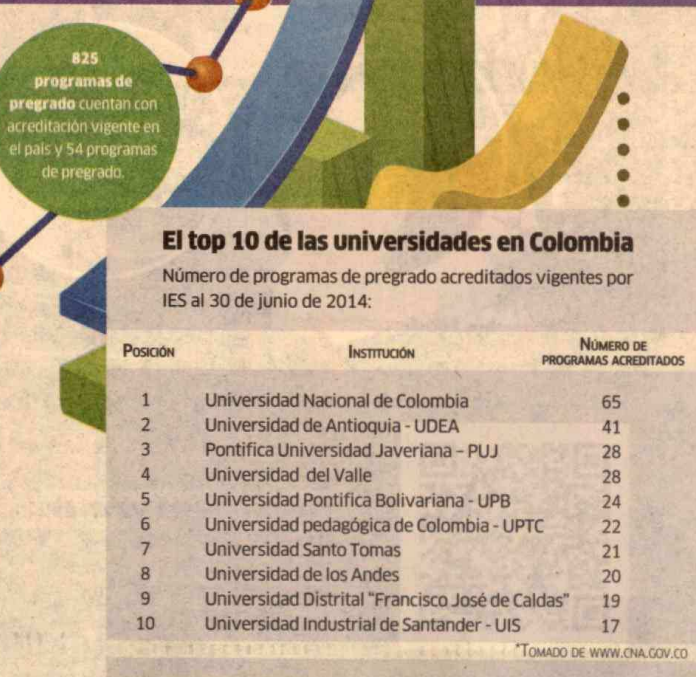 825
programas de
pregrado cuentan con
acreditación vigente en
el país y 54 programas
de pregrado.
El top 10 de las universidades en Colombia
Número de programas de pregrado acreditados vigentes por
IES al 30 de junio de 2014:
Posición Institución Número de
programas acreditados
1 Universidad Nacional de Colombia 65
2 Universidad de Antioquia - UDEA 41
3 Pontifica Universidad Javeriana – PUJ 28
4 Universidad del Valle 28
5 Universidad Pontifica Bolivariana - UPB 24
6 Universidad pedagógica de Colombia - UPTC 22
7 Universidad Santo Tomas 21
8 Universidad de los Andes 20
9 Universidad Distrital "Francisco José de Caldas" 19
10 Universidad Industrial de Santander - UIS 17
*Tomado de www.cna.gov.co